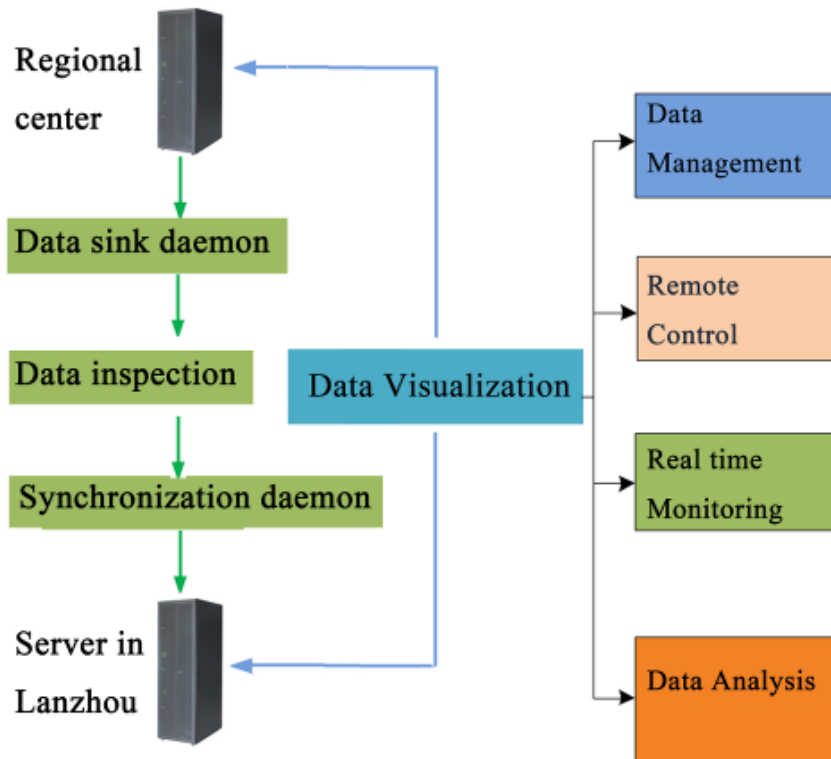 Regional
center
Data sink daemon
Data inspection
Synchronization daemon
Server in
Lanzhou
Data Visualization
Data
Management
Remote
Control
Real time
Monitoring
Data Analysis